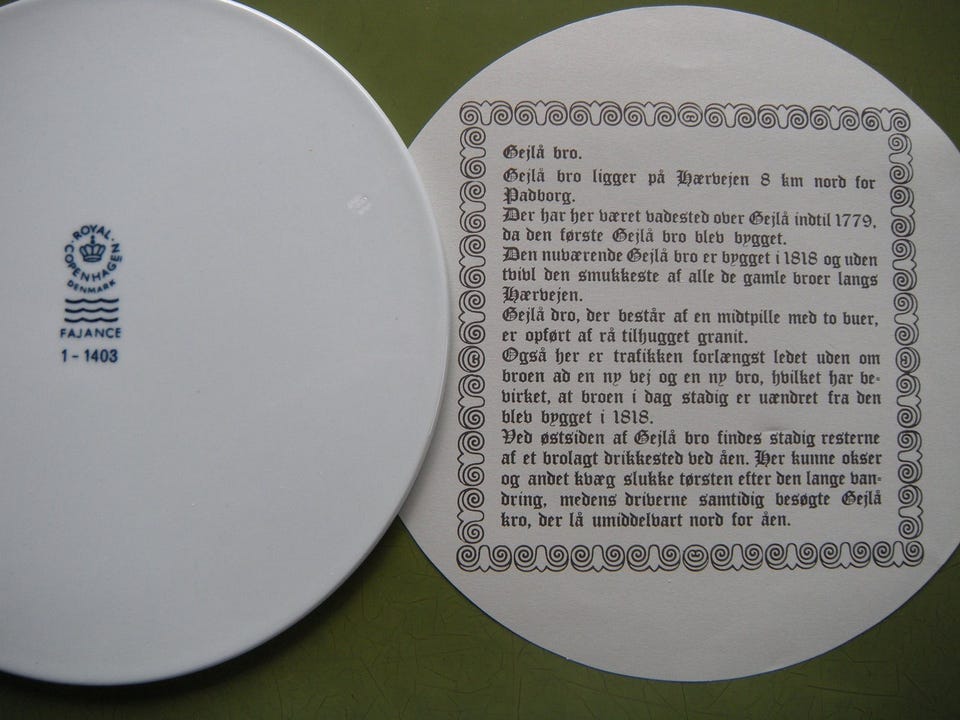 ROYAL
COPENHAGEN
DENMARK
FAJANCE
1-1403
Gejlå bro.
Gejlå bro ligger på Hærvejen 8 km nord for
Padborg.
Der har her været vadested over Gejlå indtil 1779,
da den første Gejlå bro blev bygget.
Den nuværende Gejlå bro er bygget i 1818 og uden
tvivl den smukkeste af alle de gamle broer langs
Hærvejen.
Gejlå bro, der består af en midtpille med to buer,
er opført af rå tilhugget granit.
Også her er trafikken forlængst ledet uden om
broen ad en ny vej og en ny bro, hvilket har be-
virket, at broen i dag stadig er uændret fra den
blev bygget i 1818.
Ved østsiden af Gejlå bro findes stadig resterne
af et brolagt drikkested ved åen. Her kunne okser
og andet kvæg slukke tørsten efter den lange van-
dring, medens driverne samtidig besøgte Gejlå
kro, der lå umiddelbart nord for åen.